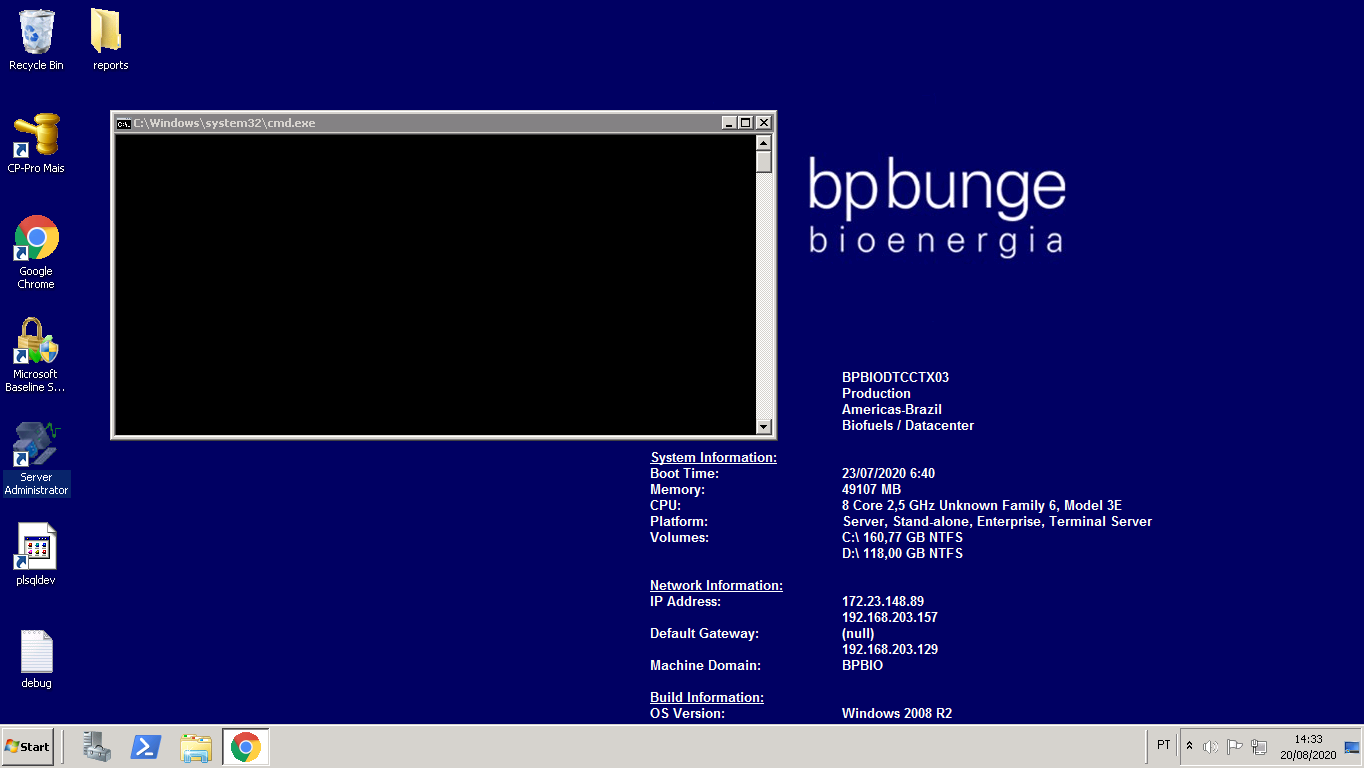 Recycle Bin
reports
CP-Pro Mais
Google
Chrome
Microsoft
Baseline S...
Server
Administrator
plsqldev
debug
C:\Windows\system32\cmd.exe
bpbunge
bioenergia
BPBIODTCCTX03
Production
Americas-Brazil
Biofuels / Datacenter
System Information:
Boot Time: 23/07/2020 6:40
Memory: 49107 MB
CPU: 8 Core 2,5 GHz Unknown Family 6, Model 3E
Platform: Server, Stand-alone, Enterprise, Terminal Server
Volumes: C:\ 160,77 GB NTFS
D:\ 118,00 GB NTFS
Network Information:
IP Address: 172.23.148.89
192.168.203.157
Default Gateway: (null)
192.168.203.129
Machine Domain: BPBIO
Build Information:
OS Version: Windows 2008 R2
Start
PT
14:33
20/08/2020